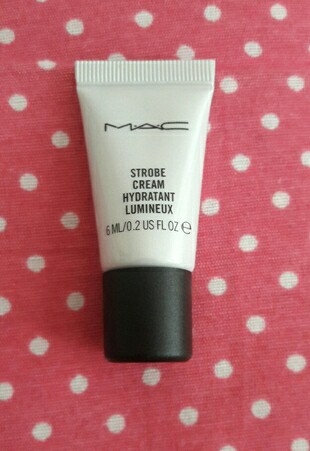 MAC
STROBE
CREAM
HYDRATANT
LUMINEUX
6 ML/0.2 US FL OZ ℮